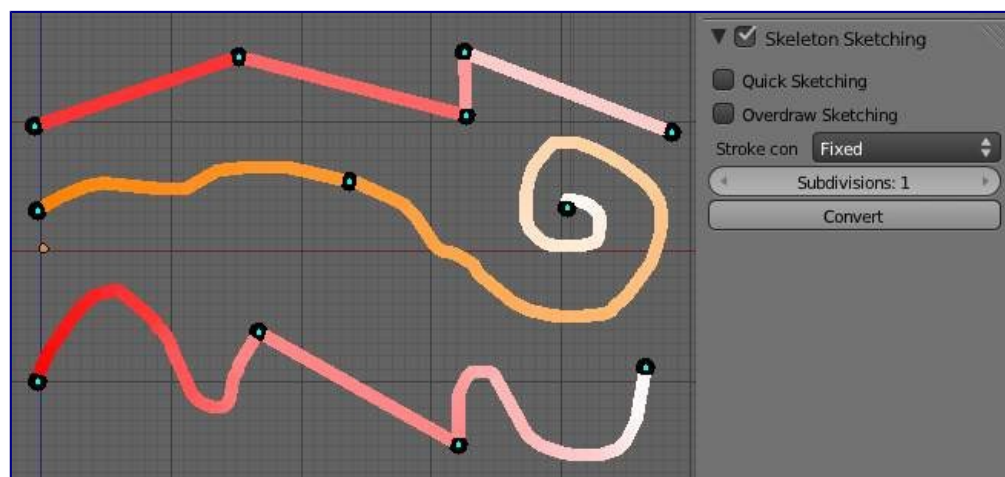 Skeleton Sketching
Quick Sketching
Overdraw Sketching
Stroke con Fixed
Subdivisions: 1
Convert